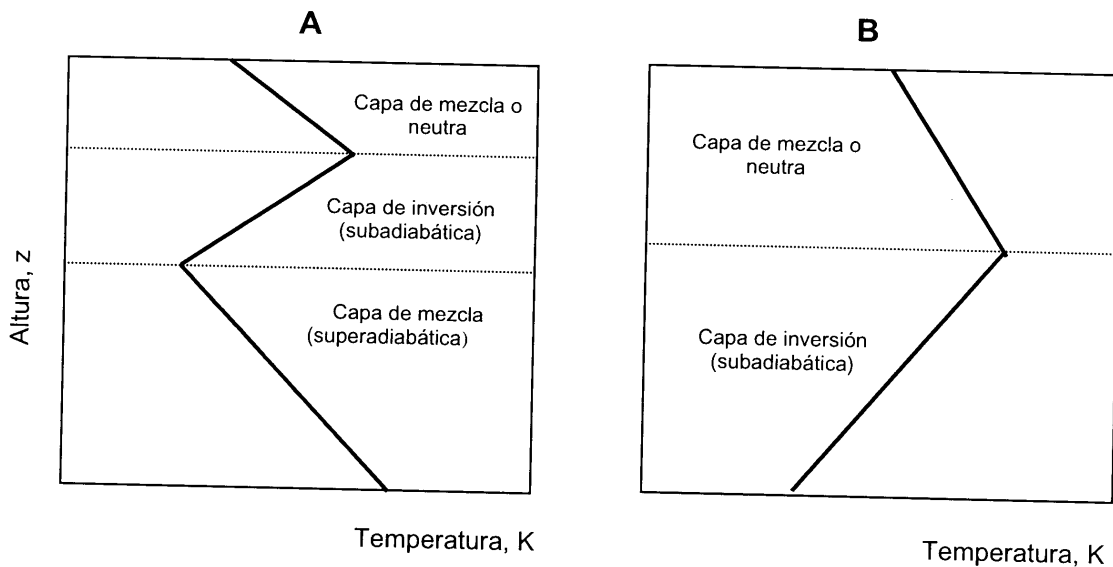 A
Capa de mezcla o
neutra
Capa de inversión
(subadiabática)
Capa de mezcla
(superadiabática)
Altura, z
Temperatura, K
B
Capa de mezcla o
neutra
Capa de inversión
(subadiabática)
Temperatura, K